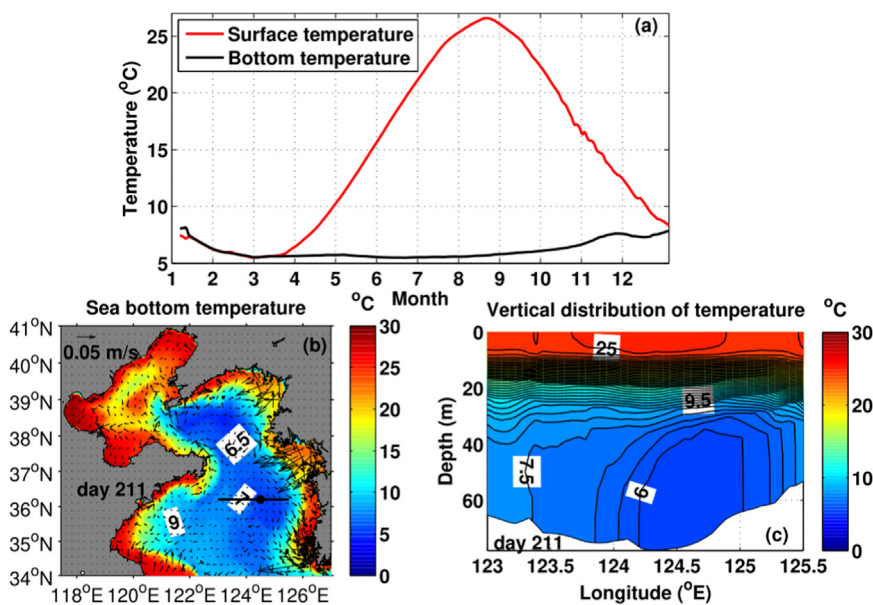 (a)
Surface temperature
Bottom temperature
Temperature (°C)
25
20
15
10
5
1 2 3 4 5 6 7 8 9 10 11 12
Month
Sea bottom temperature
°C
(b)
0.05 m/s
41°N
40°N
39°N
38°N
37°N
36°N
35°N
34°N
6.5
7
9
day 211
118°E 120°E 122°E 124°E 126°E
30
25
20
15
10
5
0
Vertical distribution of temperature
°C
Depth (m)
0
20
40
60
25
9.5
7.5
6
(c)
day 211
123 123.5 124 124.5 125 125.5
Longitude (°E)
30
20
10
0